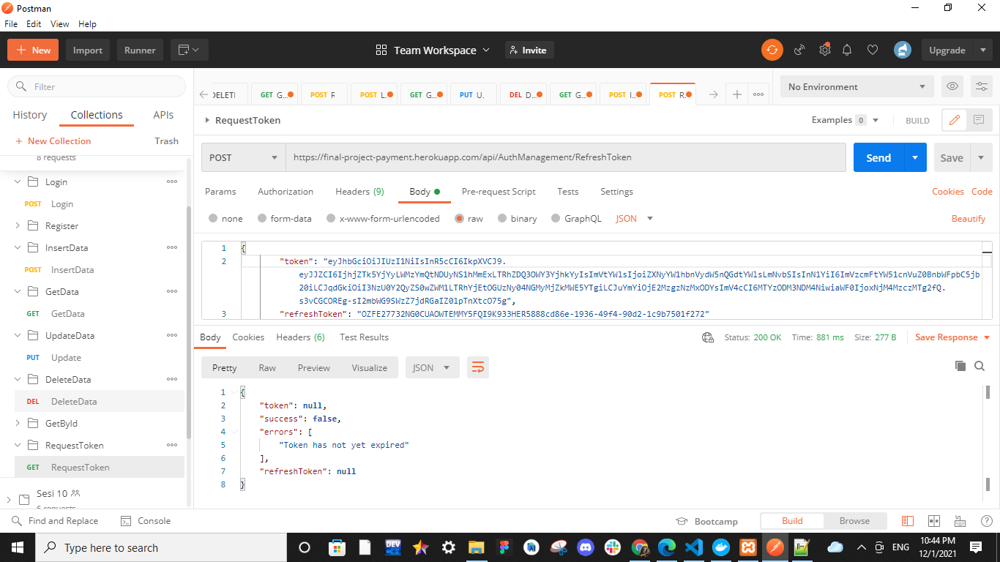 Postman
File Edit View Help
+ New Import Runner Team Workspace Invite Upgrade
Filter
DELETI GET G... POST R POST L.. GET G... PUT U. DEL D... GET G... POST I... POST R. + ooo
No Environment
History Collections APIs
RequestToken Examples 0 BUILD
+ New Collection Trash
8 requests
POST https://final-project-payment.herokuapp.com/api/AuthManagement/RefreshToken Send Save
Login
POST Login
Register
InsertData
POST InsertData
GetData
GET GetData
UpdateData
PUT Update
DeleteData
DEL DeleteData
GetById
RequestToken
GET RequestToken
Sesi 10
6 requests
Params Authorization Headers (9) Body Pre-request Script Tests Settings Cookies Code
none form-data x-www-form-urlencoded raw binary GraphQL JSON Beautify
1 {
2 "token": "eyJhbGciOiJIUzI1NiIsInR5cCI6IkpXVCJ9.
3 "refreshToken": "OZFE27732NG0CUAOWTEMMY5FQI9K933HER5888cd86e-1936-49f4-90d2-1c9b7501f272"
Body Cookies Headers (6) Test Results Status: 200 OK Time: 881 ms Size: 277 B Save Response
Pretty Raw Preview Visualize JSON
1 {
2 "token": null,
3 "success": false,
4 "errors": [
5 "Token has not yet expired"
6 ],
7 "refreshToken": null
8 }
Find and Replace Console Bootcamp Build Browse
Type here to search
DEV
ENG
10:44 PM
12/1/2021